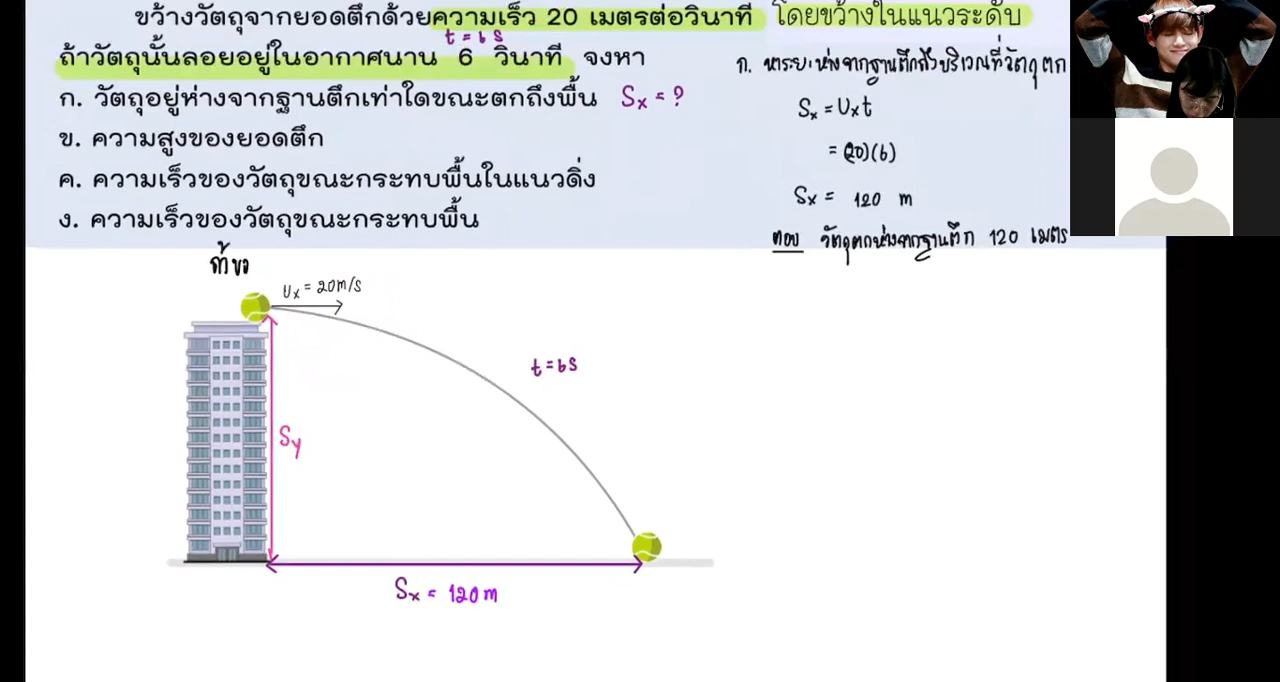 ขว้างวัตถุจากยอดตึกด้วยความเร็ว 20 เมตรต่อวินาที โดยขว้างในแนวระดับ
t = 6 s
ถ้าวัตถุนั้นลอยอยู่ในอากาศนาน 6 วินาที จงหา
ก. วัตถุอยู่ห่างจากฐานตึกเท่าใดขณะตกถึงพื้น Sx = ?
ข. ความสูงของยอดตึก
ค. ความเร็วของวัตถุขณะกระทบพื้นในแนวดิ่ง
ง. ความเร็วของวัตถุขณะกระทบพื้น
ก. หาระยะห่างจากฐานตึกถึงบริเวณที่วัตถุตก
Sx = Uxt
= (20)(6)
Sx = 120 m
ตอบ วัตถุตกห่างจากฐานตึก 120 เมตร
Ux = 20m/s
t = 6s
Sy
Sx = 120 m